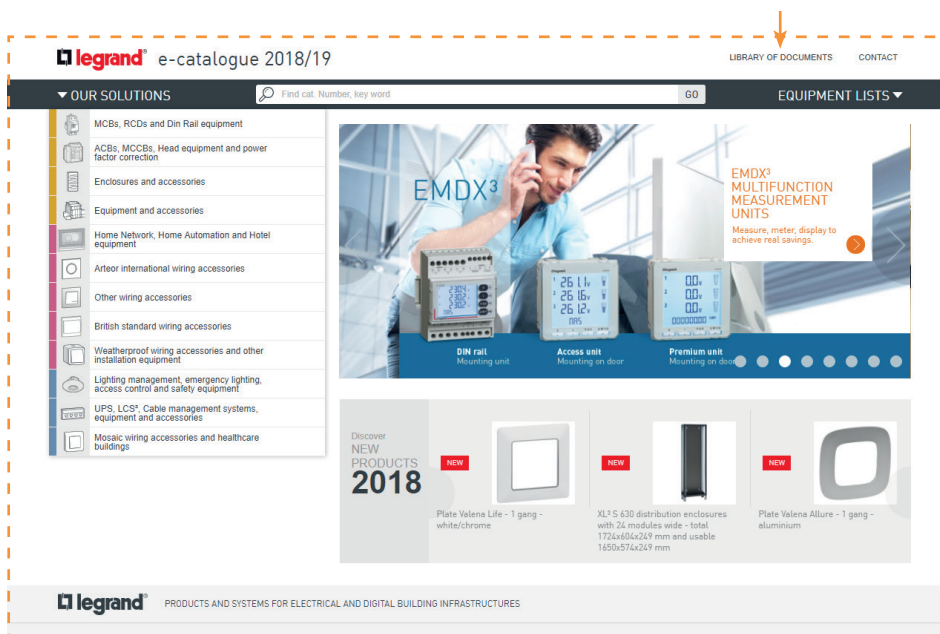 legrand® e-catalogue 2018/19
LIBRARY OF DOCUMENTS CONTACT
OUR SOLUTIONS
Find cat. Number, key word
GO
EQUIPMENT LISTS
MCBs, RCDs and Din Rail equipment
ACBs, MCCBs, Head equipment and power
factor correction
Enclosures and accessories
Equipment and accessories
Home Network, Home Automation and Hotel
equipment
Arteor international wiring accessories
Other wiring accessories
British standard wiring accessories
Weatherproof wiring accessories and other
installation equipment
Lighting management, emergency lighting,
access control and safety equipment
UPS, LCS³, Cable management systems,
equipment and accessories
Mosaic wiring accessories and healthcare
buildings
EMDX³
EMDX³
MULTIFUNCTION
MEASUREMENT
UNITS
Measure, meter, display to
achieve real savings.
DIN rail
Mounting unit
Access unit
Mounting on door
Premium unit
Mounting on door
Discover
NEW
PRODUCTS
2018
NEW
Plate Valena Life - 1 gang -
white/chrome
NEW
XL³ S 630 distribution enclosures
with 24 modules wide - total
1724x604x249 mm and usable
1650x574x249 mm
NEW
Plate Valena Allure - 1 gang -
aluminium
legrand® PRODUCTS AND SYSTEMS FOR ELECTRICAL AND DIGITAL BUILDING INFRASTRUCTURES